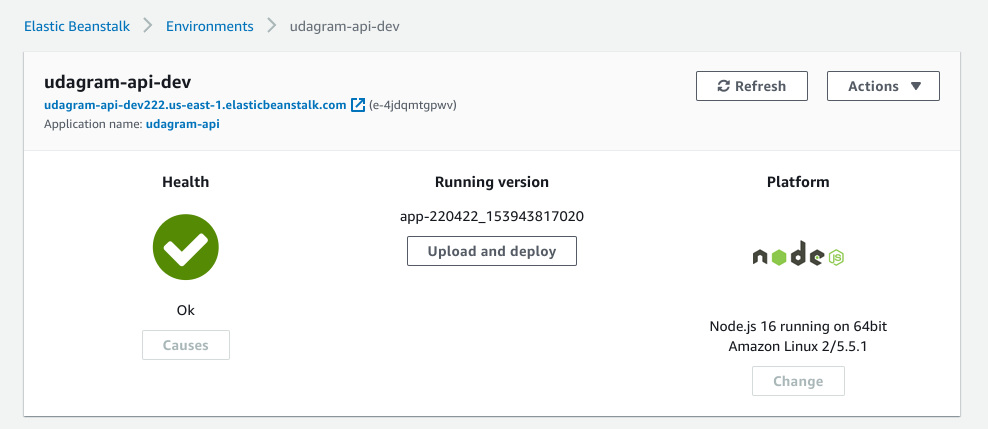 Elastic Beanstalk > Environments > udagram-api-dev
udagram-api-dev
Refresh
Actions ▼
udagram-api-dev222.us-east-1.elasticbeanstalk.com (e-4jdqmtgpwv)
Application name: udagram-api
Health
Running version
Platform
app-220422_153943817020
Upload and deploy
node JS
Ok
Causes
Node.js 16 running on 64bit
Amazon Linux 2/5.5.1
Change